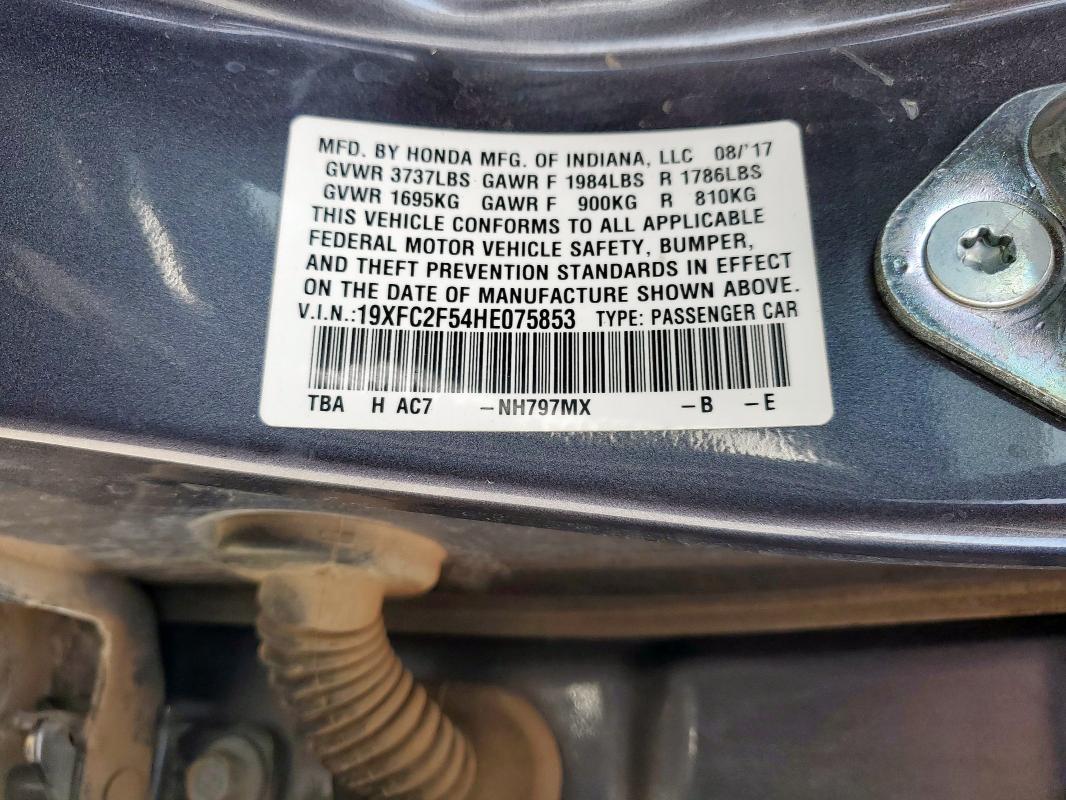 MFD. BY HONDA MFG. OF INDIANA, LLC 08/'17
GVWR 3737LBS GAWR F 1984LBS R 1786LBS
GVWR 1695KG GAWR F 900KG R 810KG
THIS VEHICLE CONFORMS TO ALL APPLICABLE
FEDERAL MOTOR VEHICLE SAFETY, BUMPER,
AND THEFT PREVENTION STANDARDS IN EFFECT
ON THE DATE OF MANUFACTURE SHOWN ABOVE.
V.I.N.:19XFC2F54HE075853 TYPE: PASSENGER CAR
TBA H AC7 –NH797MX –B –E